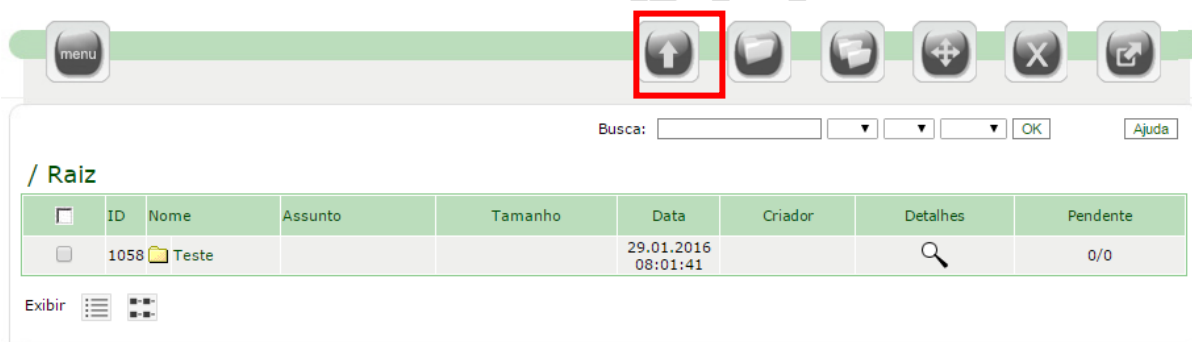 menu
X
Busca: OK Ajuda
/ Raiz
ID Nome Assunto Tamanho Data Criador Detalhes Pendente
1058 Teste 29.01.2016 08:01:41 0/0
Exibir